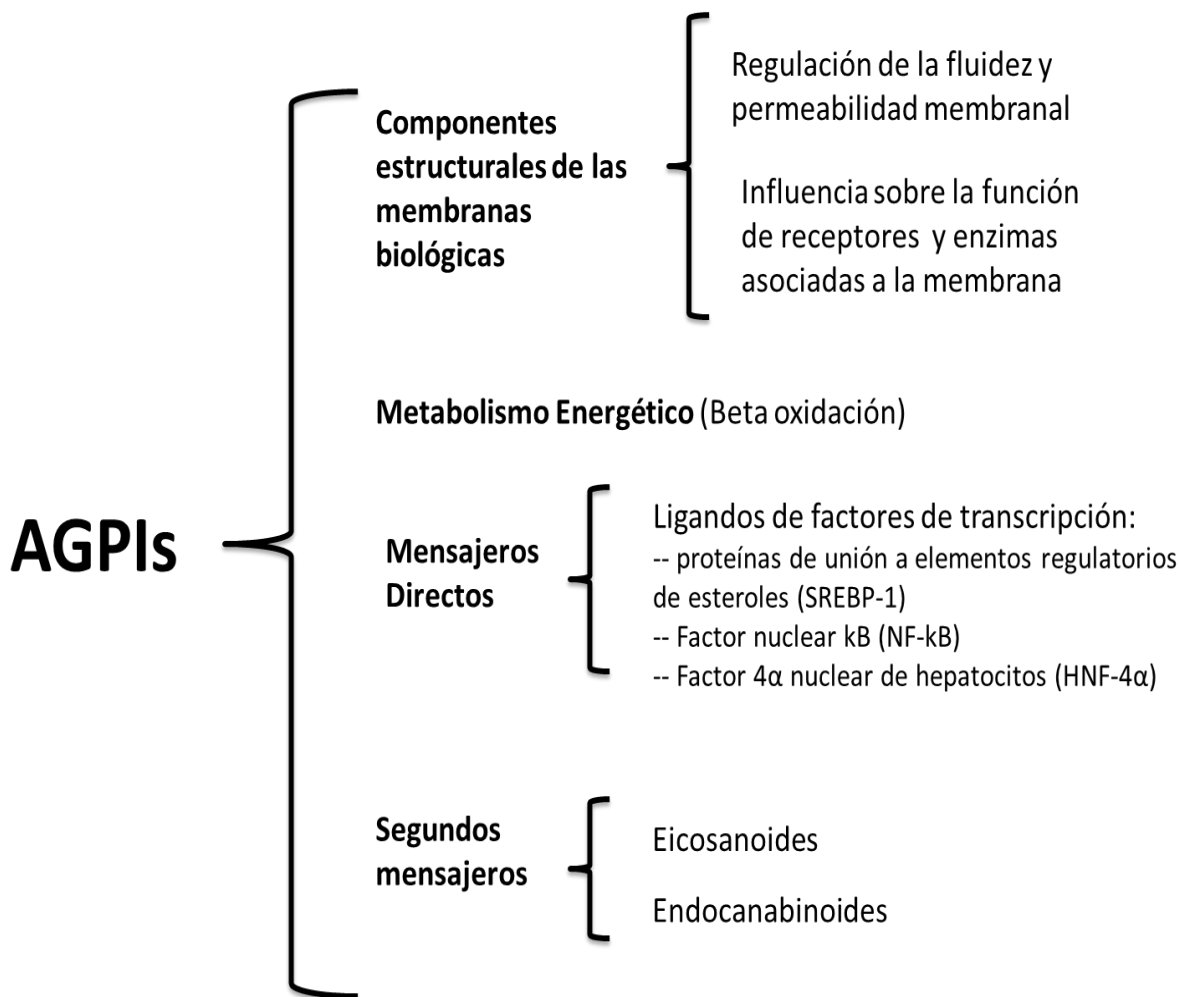 AGPIs
Componentes
estructurales de las
membranas
biológicas
Regulación de la fluidez y
permeabilidad membranal
Influencia sobre la función
de receptores y enzimas
asociadas a la membrana
Metabolismo Energético (Beta oxidación)
Mensajeros
Directos
Ligandos de factores de transcripción:
-- proteínas de unión a elementos regulatorios
de esteroles (SREBP-1)
-- Factor nuclear kB (NF-kB)
-- Factor 4α nuclear de hepatocitos (HNF-4α)
Segundos
mensajeros
Eicosanoides
Endocanabinoides